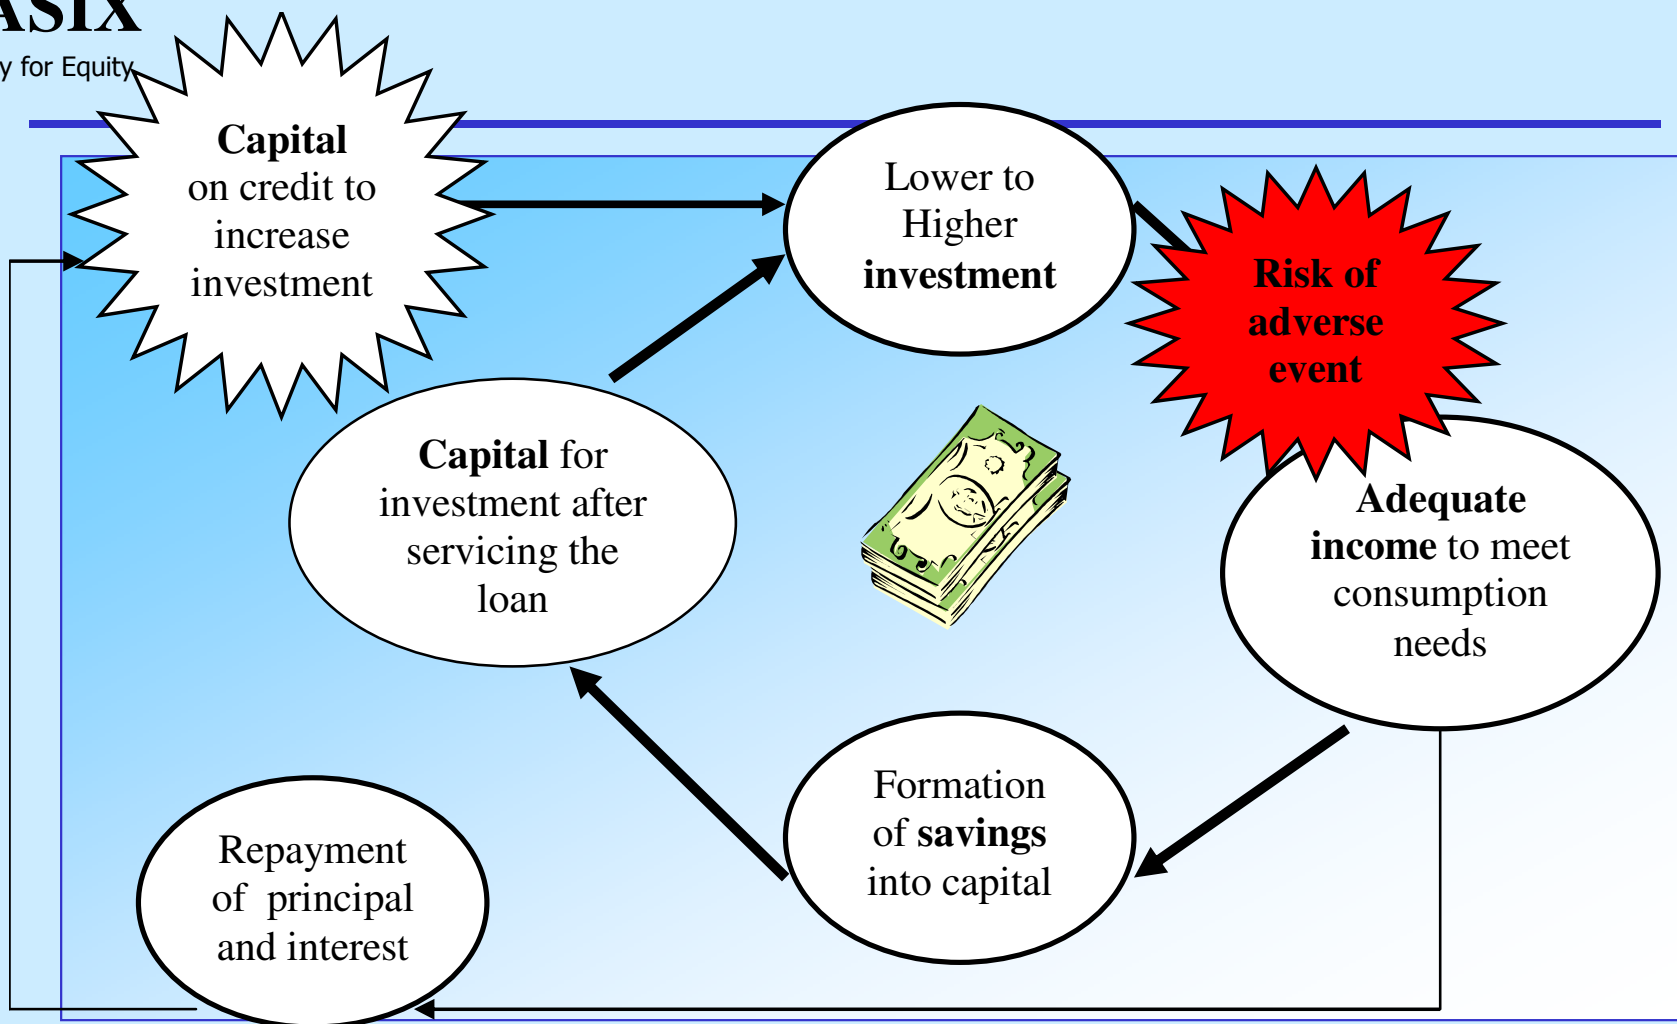 ASIX
y for Equity
Capital
on credit to
increase
investment
Lower to
Higher
investment
Risk of
adverse
event
Capital for
investment after
servicing the
loan
Adequate
income to meet
consumption
needs
Formation
of savings
into capital
Repayment
of principal
and interest